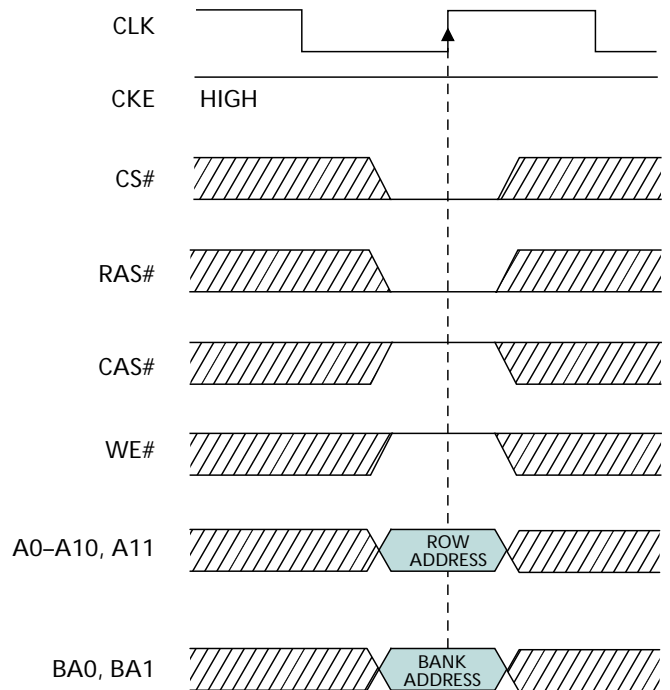 CLK
CKE HIGH
CS#
RAS#
CAS#
WE#
A0–A10, A11 ROW
ADDRESS
BA0, BA1 BANK
ADDRESS